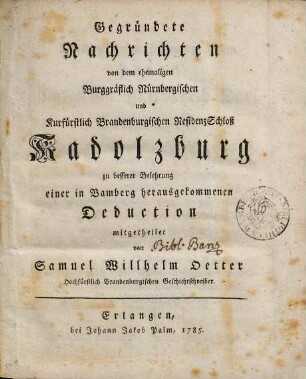 Gegründete
Nachrichten
von dem ehemaligen
Burggräflich Nürnbergischen
und
Kurfürstlich Brandenburgischen ResidenzSchloß
Kadolzburg
zu besserer Belehrung
einer in Bamberg herausgekommenen
Deduction
mitgetheilet
von
Bibl. Banz
Samuel Willhelm Oetter
Hochfürstlich Brandenburgischen Geschichtschreiber.
Erlangen,
bei Johann Jakob Palm, 1785.